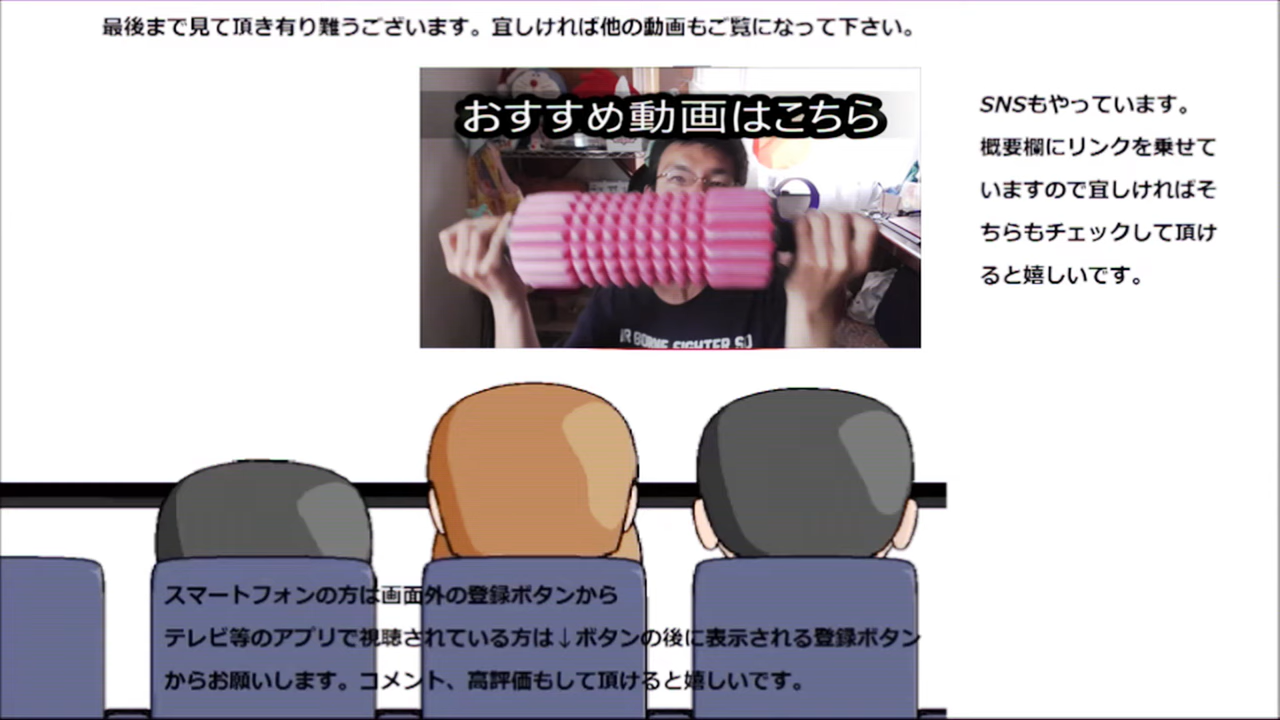 最後まで見て頂き有り難うございます。宜しければ他の動画もご覧になって下さい。
おすすめ動画はこちら
SNSもやっています。
概要欄にリンクを乗せて
いますので宜しければそ
ちらもチェックして頂け
ると嬉しいです。
FIGHTER
スマートフォンの方は画面外の登録ボタンから
テレビ等のアプリで視聴されている方は↓ボタンの後に表示される登録ボタン
からお願いします。コメント、高評価もして頂けると嬉しいです。